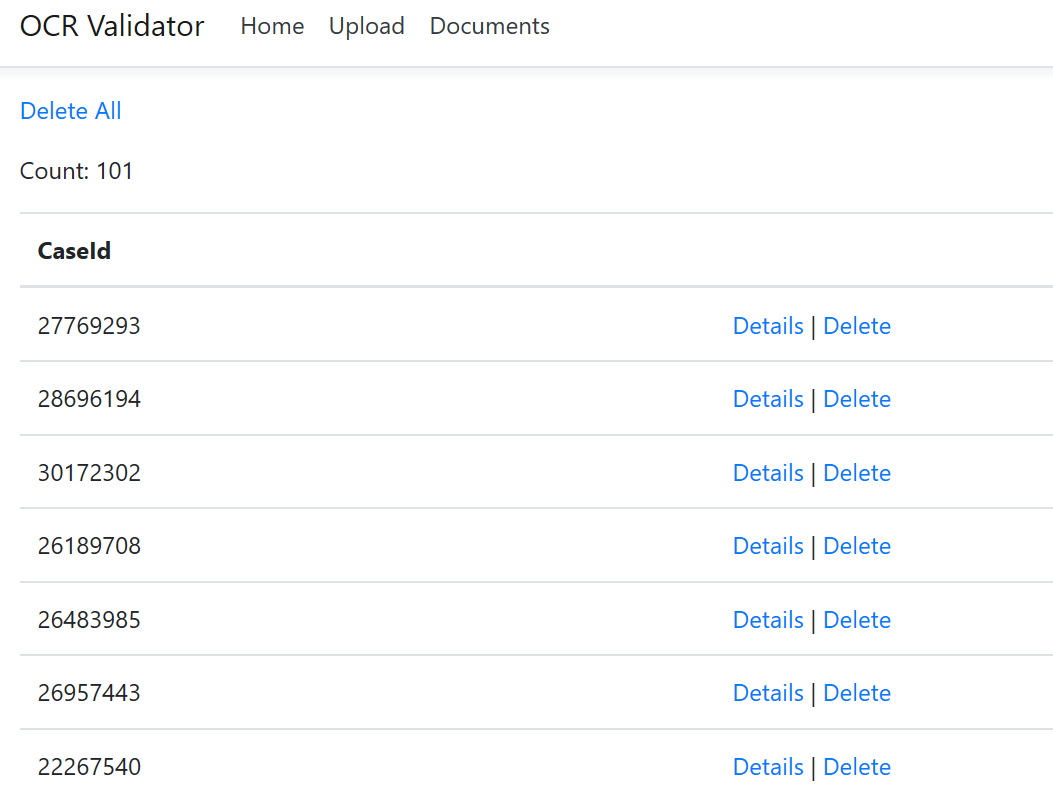 OCR Validator Home Upload Documents
Delete All
Count: 101
CaseId
27769293 Details | Delete
28696194 Details | Delete
30172302 Details | Delete
26189708 Details | Delete
26483985 Details | Delete
26957443 Details | Delete
22267540 Details | Delete